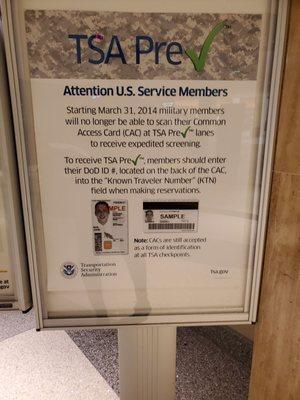 TSA Pre✓™
Attention U.S. Service Members
Starting March 31, 2014 military members
will no longer be able to scan their Common
Access Card (CAC) at TSA Pre✓™ lanes
to receive expedited screening.
To receive TSA Pre✓™, members should enter
their DoD ID #, located on the back of the CAC,
into the "Known Traveler Number" (KTN)
field when making reservations.
SAMPLE
Note: CACs are still accepted
as a form of identification
at all TSA checkpoints.
Transportation
Security
Administration
Tsa.gov